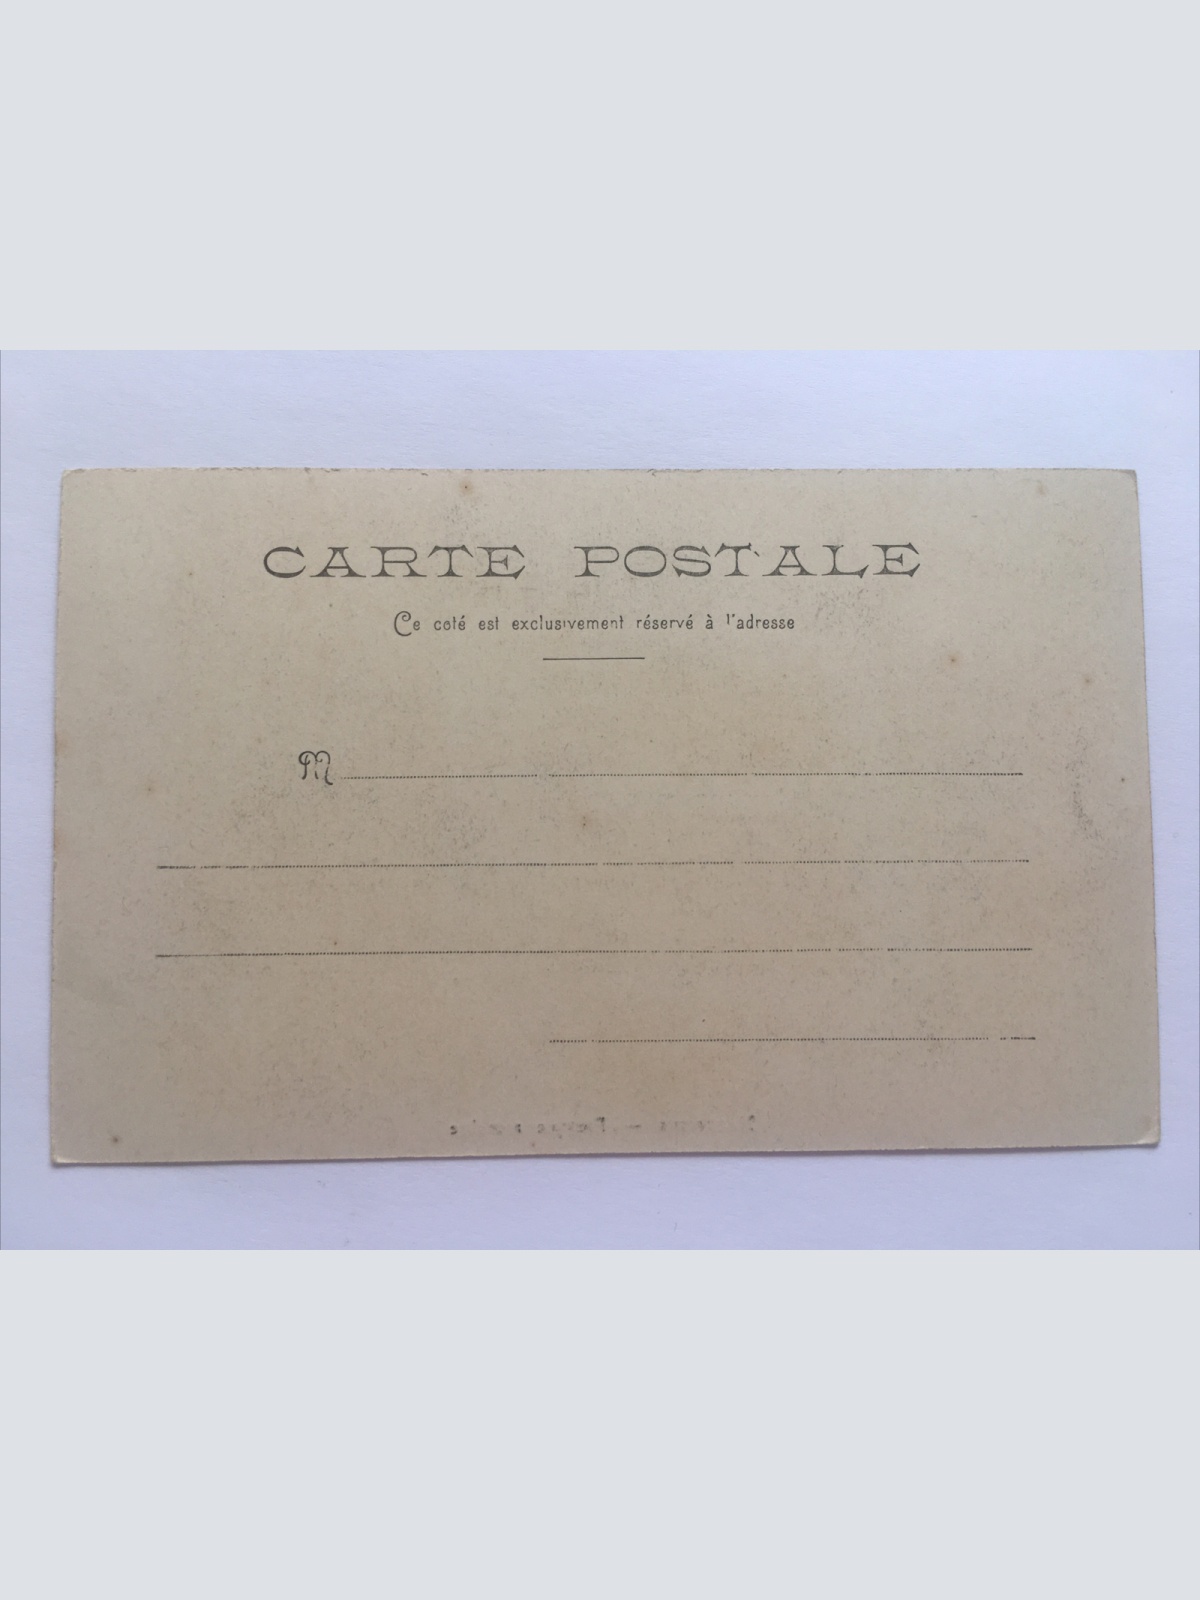 CARTE POSTALE
Ce coté est exclusivement réservé à l'adresse
M